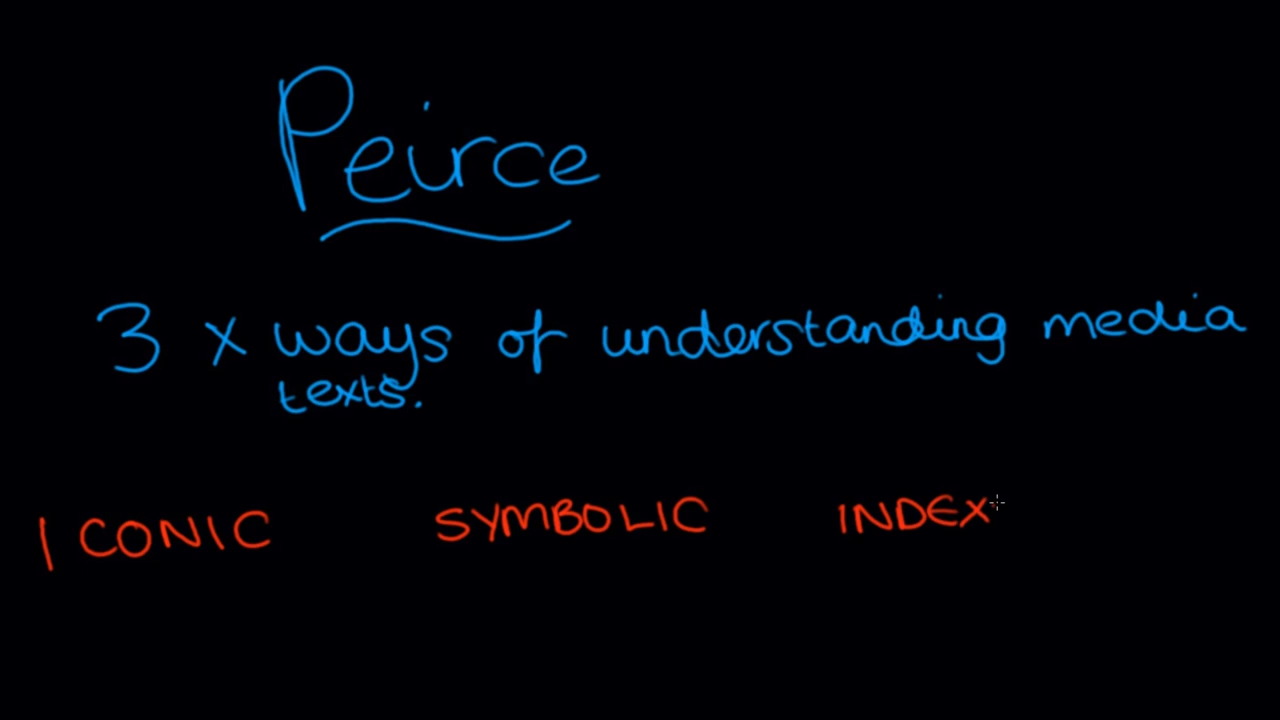 Peirce
3 x ways of understanding media
texts.
ICONIC SYMBOLIC INDEX